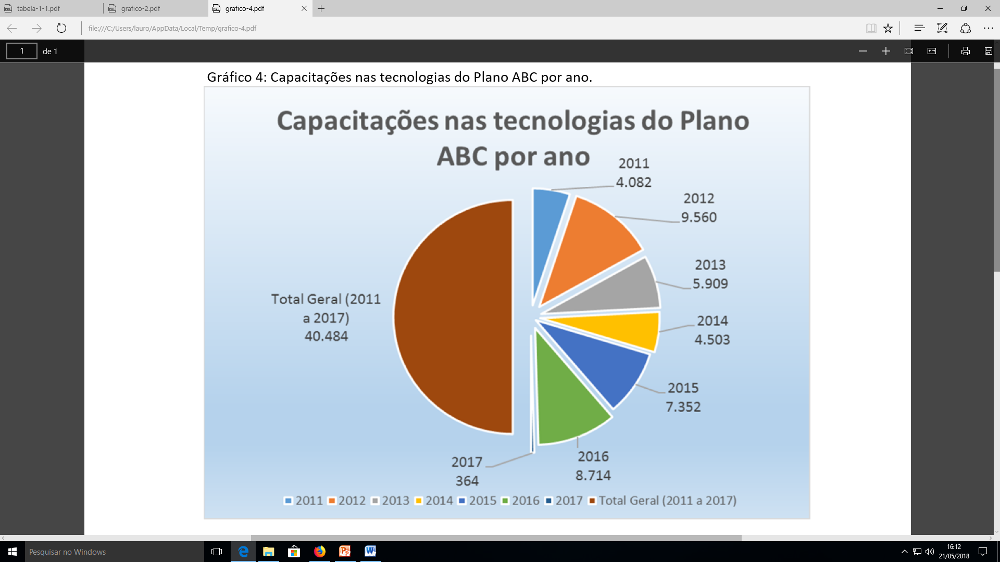 tabela-1-1.pdf
grafico-2.pdf
grafico-4.pdf
file:///C:/Users/lauro/AppData/Local/Temp/grafico-4.pdf
1 de 1
Gráfico 4: Capacitações nas tecnologias do Plano ABC por ano.
Capacitações nas tecnologias do Plano
ABC por ano
2011
4.082
2012
9.560
2013
5.909
2014
4.503
2015
7.352
2016
8.714
2017
364
Total Geral (2011
a 2017)
40.484
2011 2012 2013 2014 2015 2016 2017 Total Geral (2011 a 2017)
Pesquisar no Windows
16:12
21/05/2018